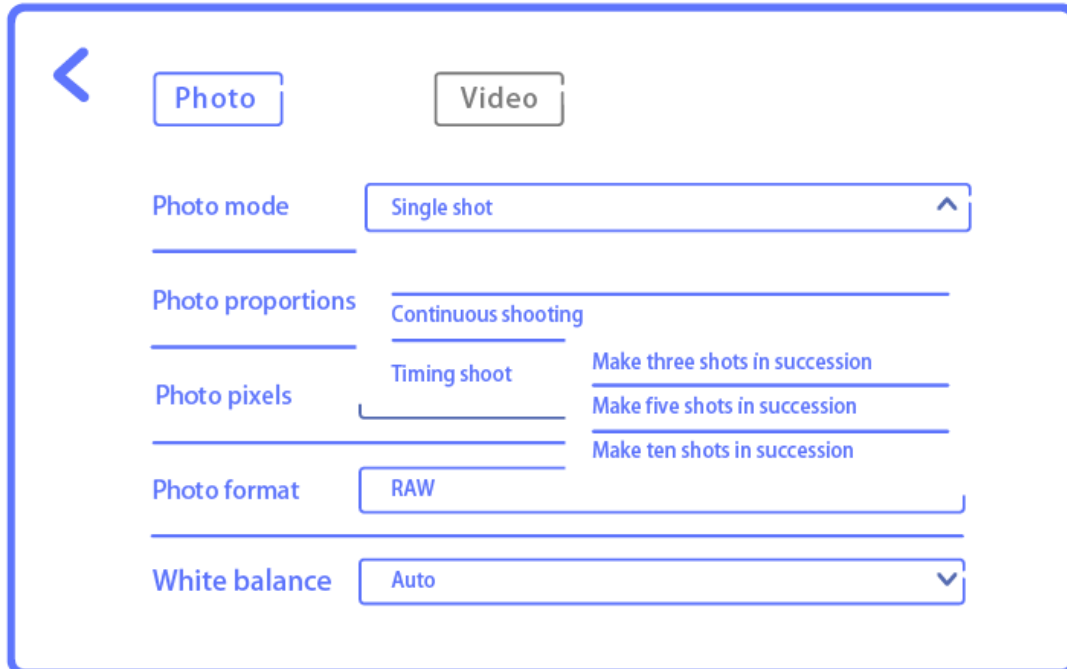 Photo
Video
Photo mode
Single shot
Photo proportions
Continuous shooting
Timing shoot
Make three shots in succession
Photo pixels
Make five shots in succession
Make ten shots in succession
Photo format
RAW
White balance
Auto